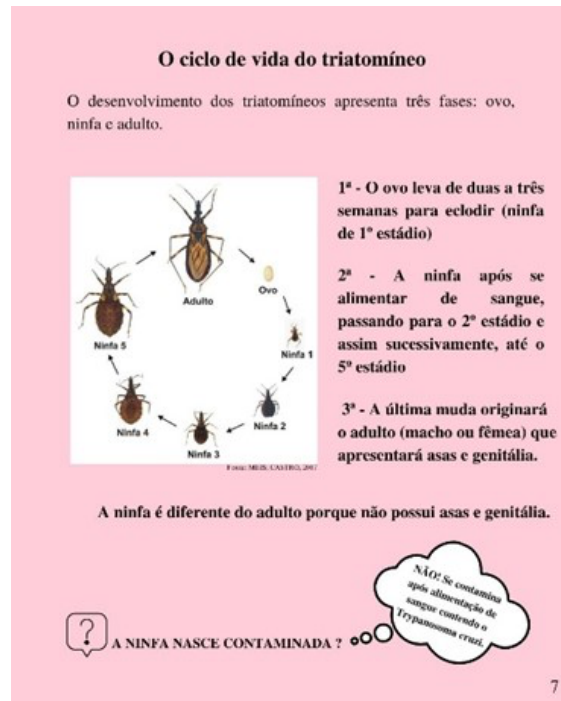 O ciclo de vida do triatomíneo
O desenvolvimento dos triatomíneos apresenta três fases: ovo,
ninfa e adulto.
Adulto
Ovo
Ninfa 1
Ninfa 2
Ninfa 3
Ninfa 4
Ninfa 5
Fonte: MEIS, CASTRO, 2017
1ª - O ovo leva de duas a três
semanas para eclodir (ninfa
de 1º estádio)
2ª - A ninfa após se
alimentar de sangue,
passando para o 2º estádio e
assim sucessivamente, até o
5º estádio
3ª - A última muda originará
o adulto (macho ou fêmea) que
apresentará asas e genitália.
A ninfa é diferente do adulto porque não possui asas e genitália.
NÃO! Se contamina
após alimentação de
sangue contendo o
Trypanosoma cruzi.
?
A NINFA NASCE CONTAMINADA ?
7